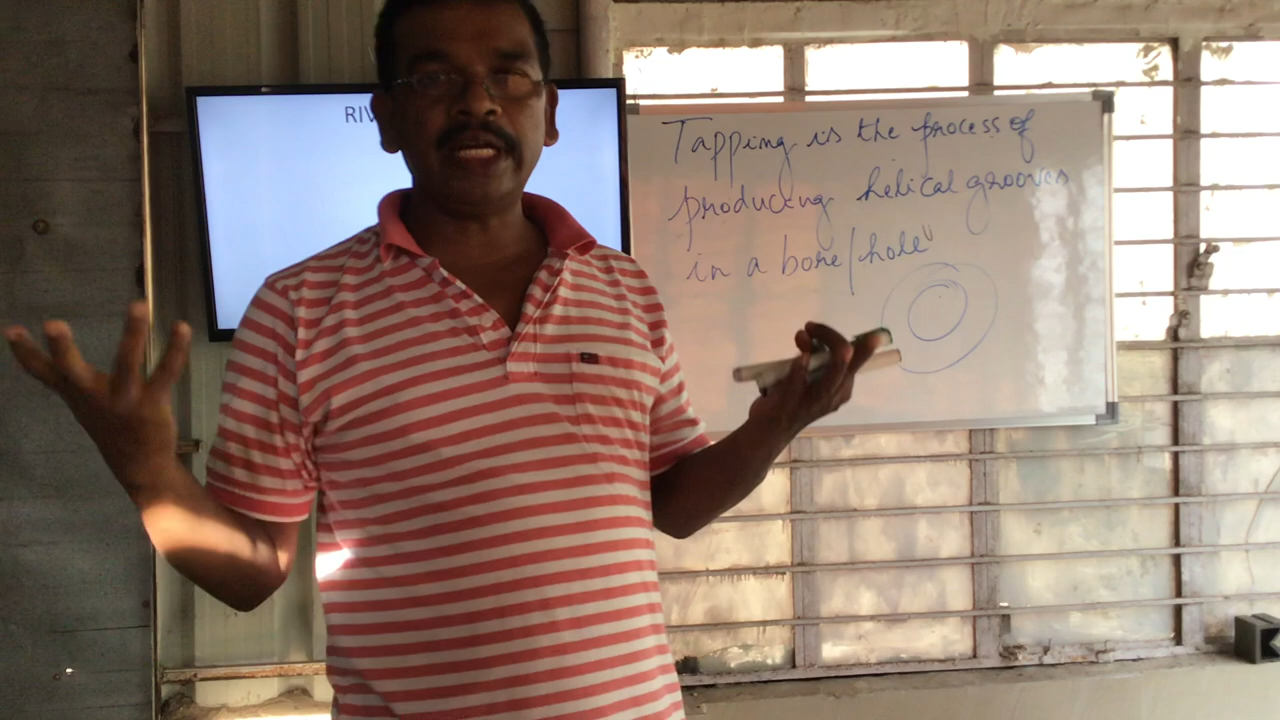 RIV
Tapping is the process of
producing helical grooves
in a bore/hole